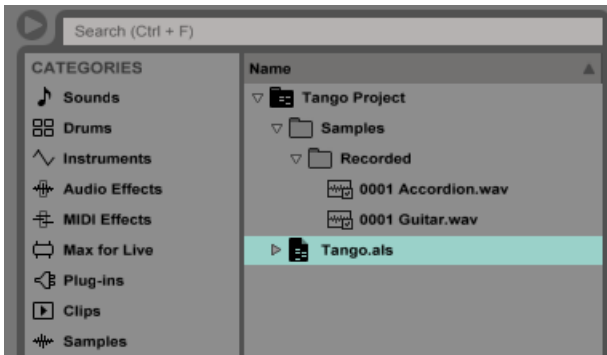 Search (Ctrl + F)
CATEGORIES
Sounds
Drums
Instruments
Audio Effects
MIDI Effects
Max for Live
Plug-ins
Clips
Samples
Name
Tango Project
Samples
Recorded
0001 Accordion.wav
0001 Guitar.wav
Tango.als